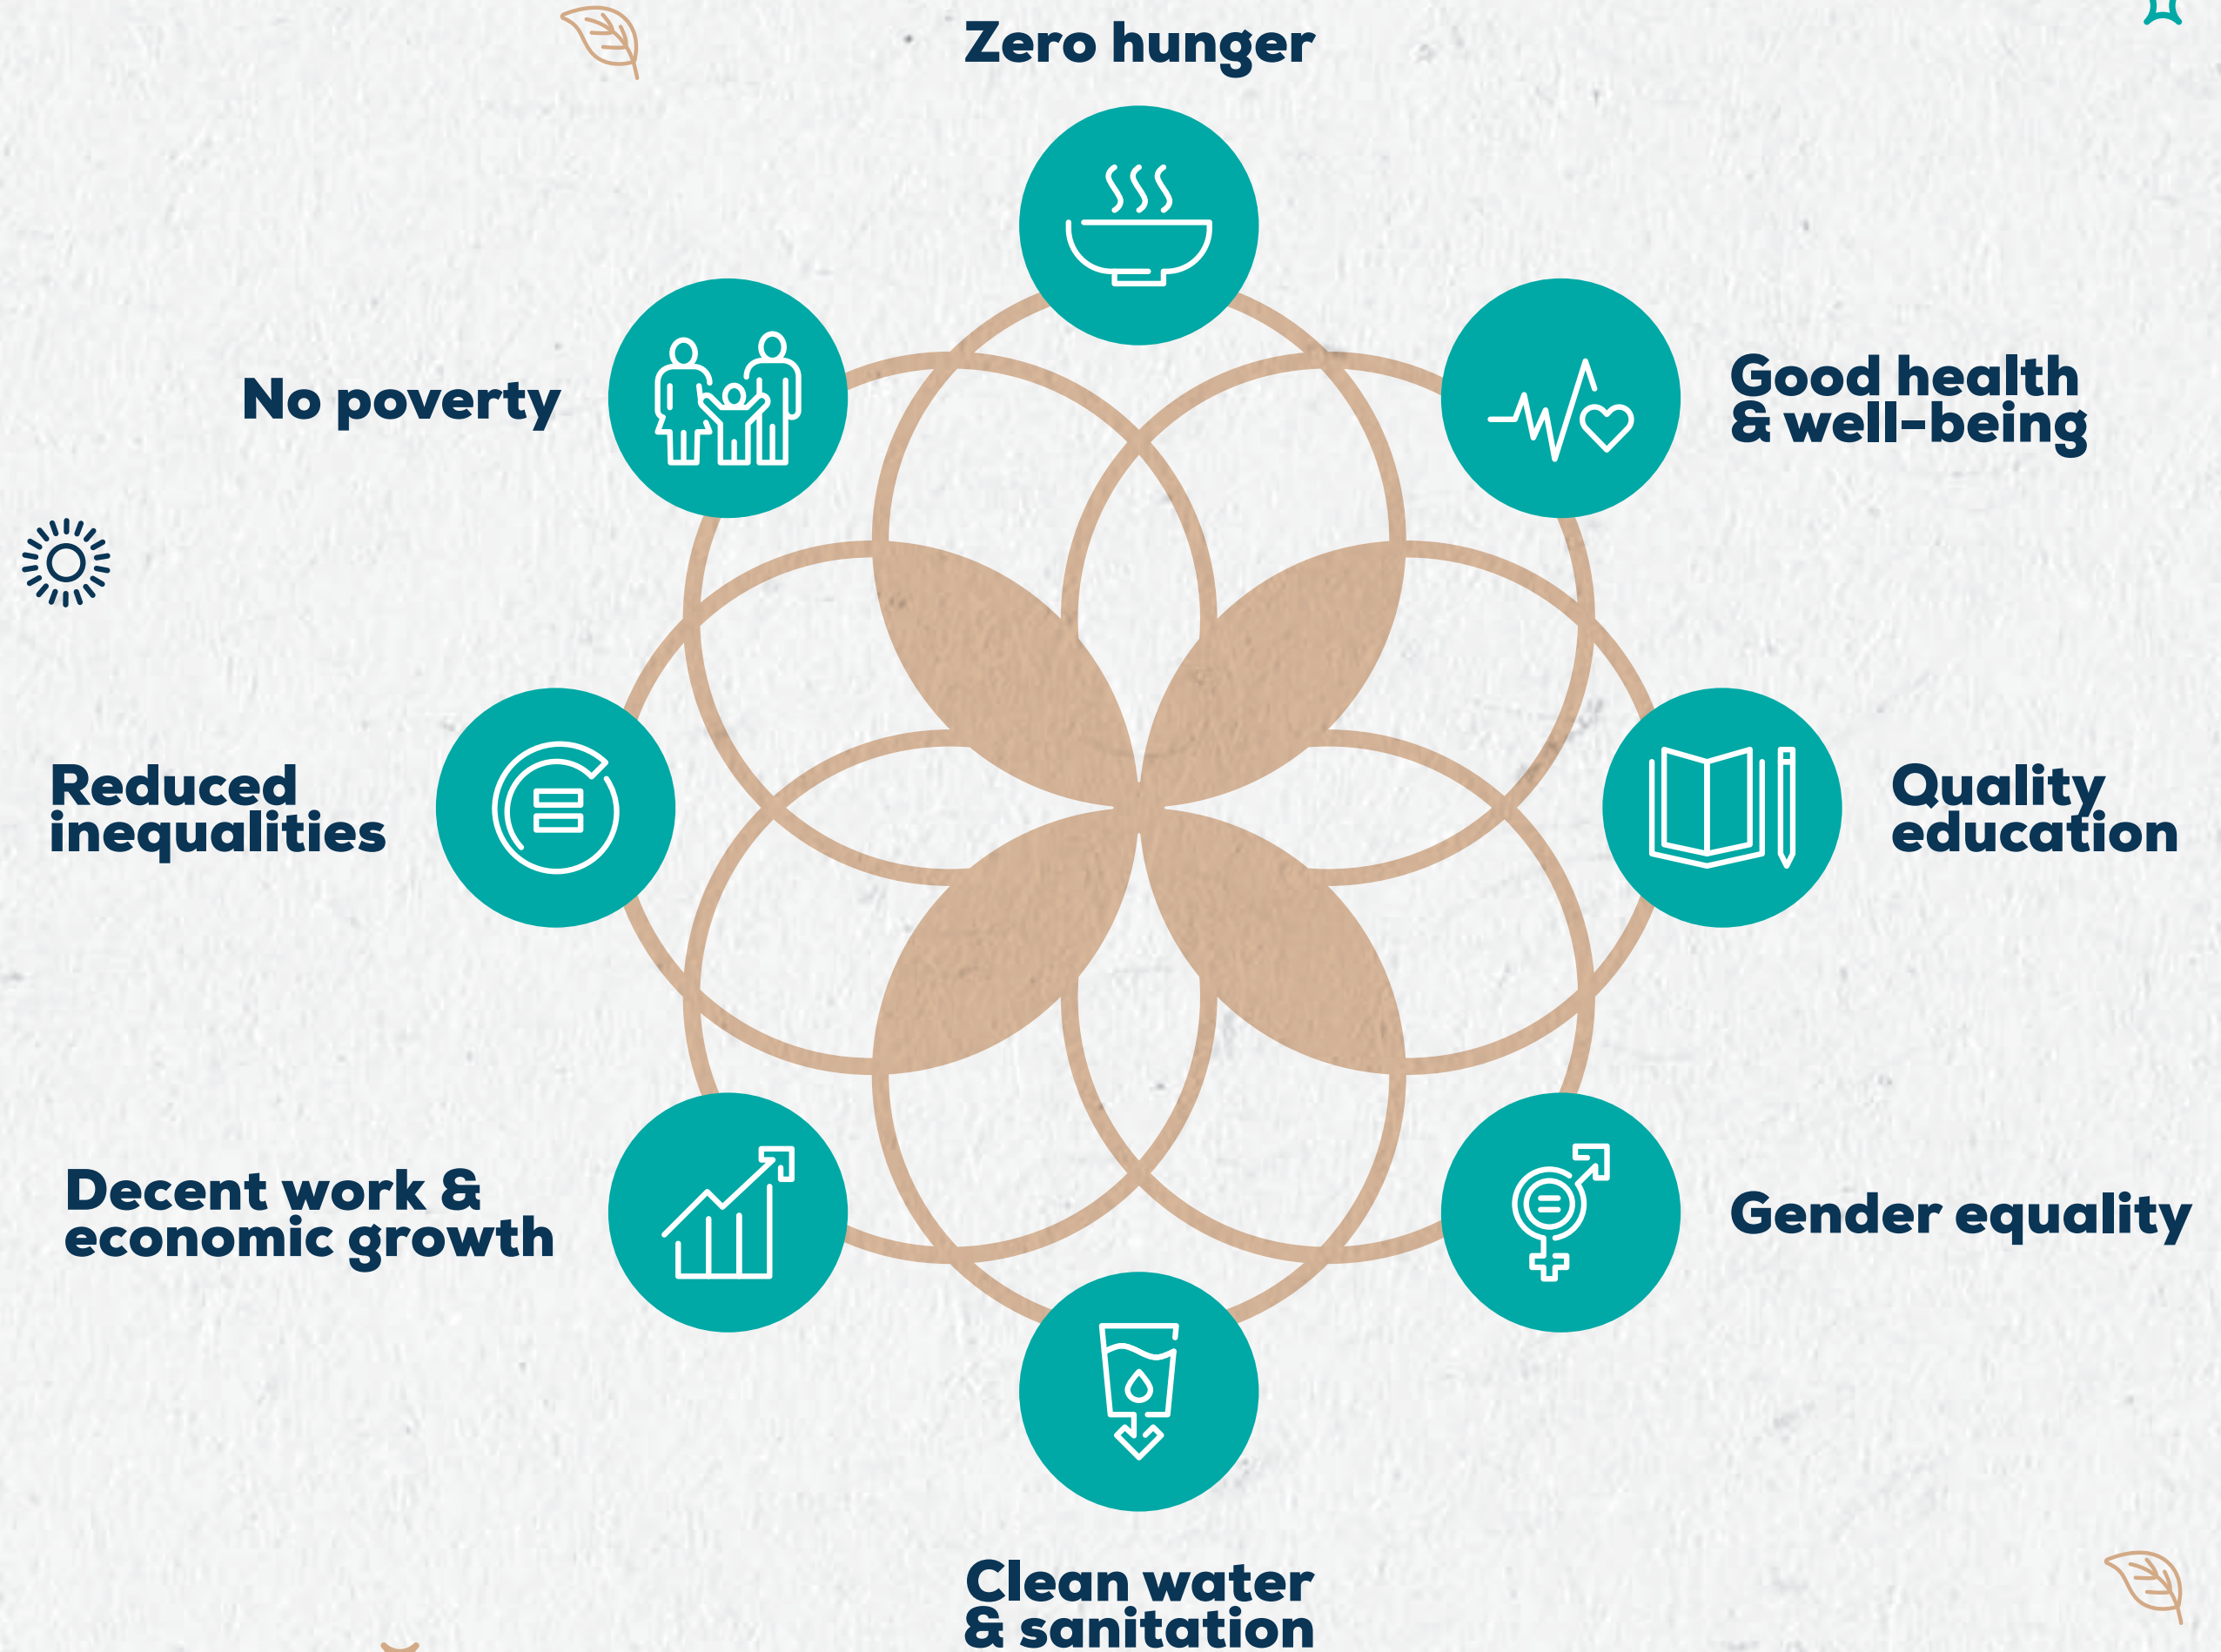 Zero hunger
No poverty
Good health
& well-being
Reduced
inequalities
Quality
education
Decent work &
economic growth
Gender equality
Clean water
& sanitation